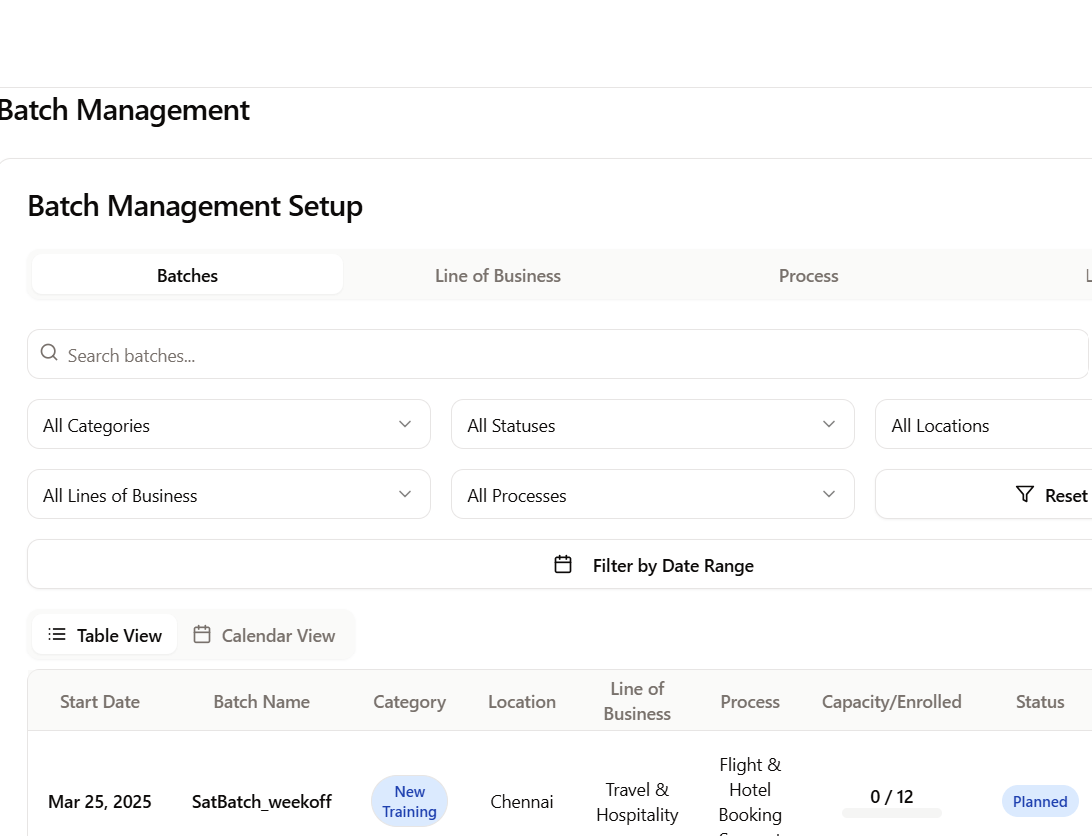 Batch Management
Batch Management Setup
Batches Line of Business Process
Search batches...
All Categories All Statuses All Locations
All Lines of Business All Processes Reset
Filter by Date Range
Table View Calendar View
Start Date Batch Name Category Location Line of Business Process Capacity/Enrolled Status
Mar 25, 2025 SatBatch_weekoff New Training Chennai Travel & Hospitality Flight & Hotel Booking 0 / 12 Planned